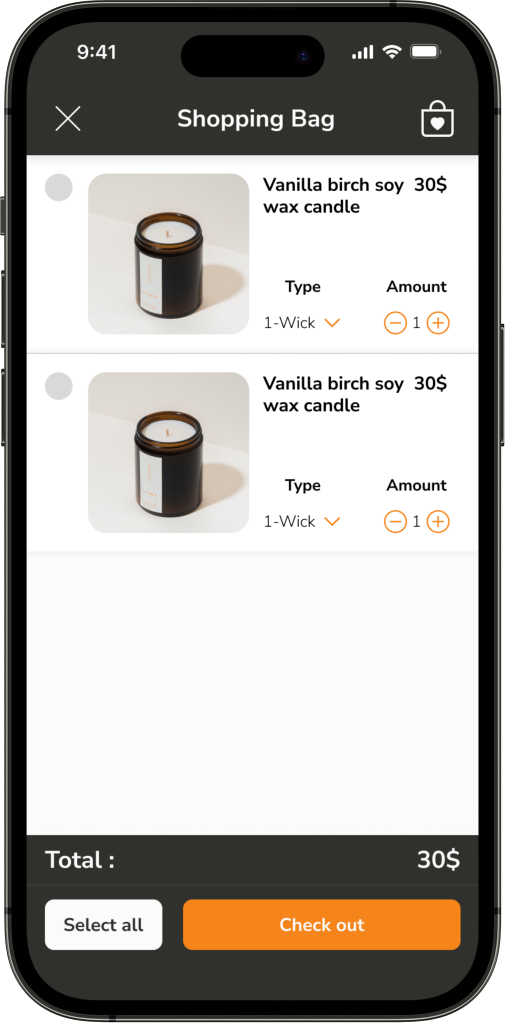 9:41
Shopping Bag
Vanilla birch soy 30$
wax candle
Type Amount
1-Wick 1
Vanilla birch soy 30$
wax candle
Type Amount
1-Wick 1
Total : 30$
Select all Check out